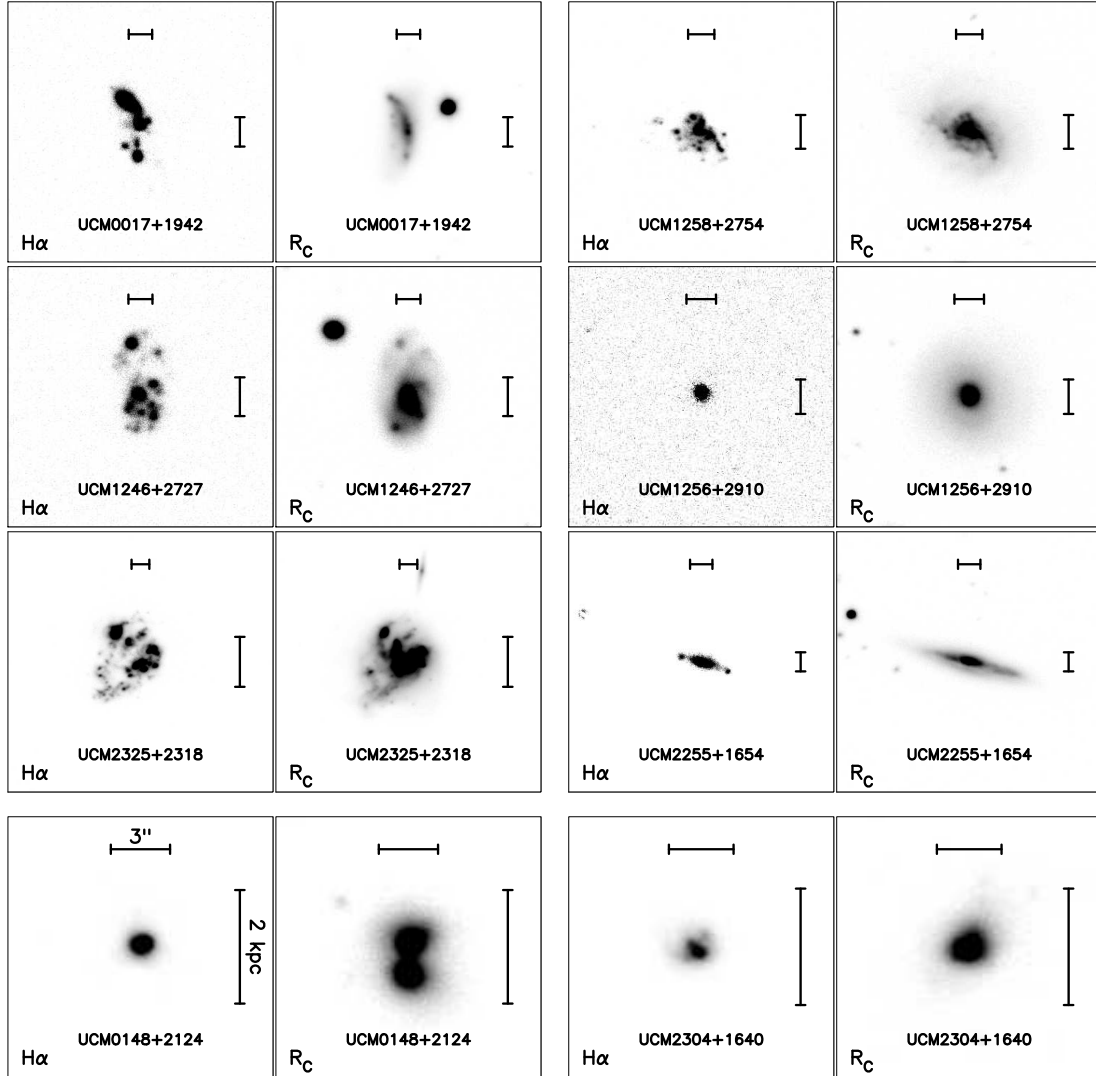 UCM0017+1942
Hα
UCM0017+1942
R_C
UCM1258+2754
Hα
UCM1258+2754
R_C
UCM1246+2727
Hα
UCM1246+2727
R_C
UCM1256+2910
Hα
UCM1256+2910
R_C
UCM2325+2318
Hα
UCM2325+2318
R_C
UCM2255+1654
Hα
UCM2255+1654
R_C
3"
2 kpc
UCM0148+2124
Hα
UCM0148+2124
R_C
UCM2304+1640
Hα
UCM2304+1640
R_C